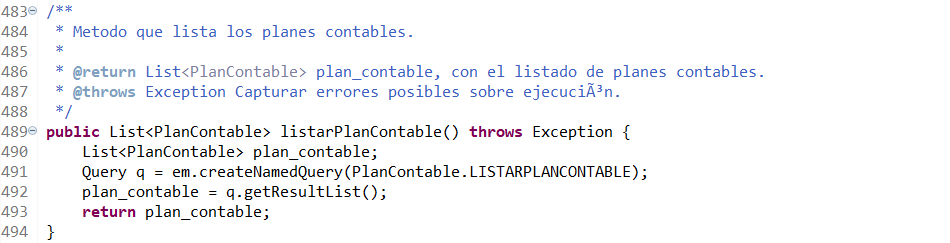 483 /**
484  * Metodo que lista los planes contables.
485  *
486  * @return List<PlanContable> plan_contable, con el listado de planes contables.
487  * @throws Exception Capturar errores posibles sobre ejecuciÃ³n.
488  */
489 public List<PlanContable> listarPlanContable() throws Exception {
490     List<PlanContable> plan_contable;
491     Query q = em.createNamedQuery(PlanContable.LISTARPLANCONTABLE);
492     plan_contable = q.getResultList();
493     return plan_contable;
494 }